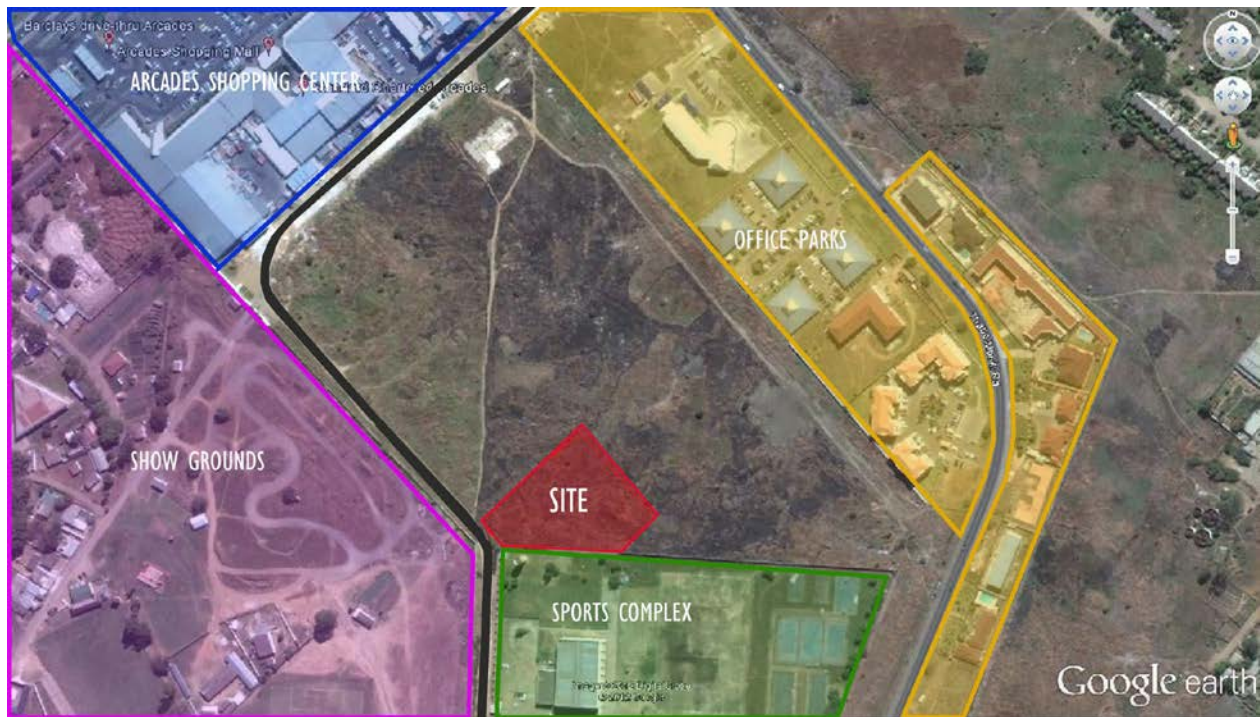 Barclays drive-thru Arcades
Arcades Shopping Mall
ARCADES SHOPPING CENTER
Arcades
OFFICE PARKS
SHOW GROUNDS
SITE
SPORTS COMPLEX
Google earth